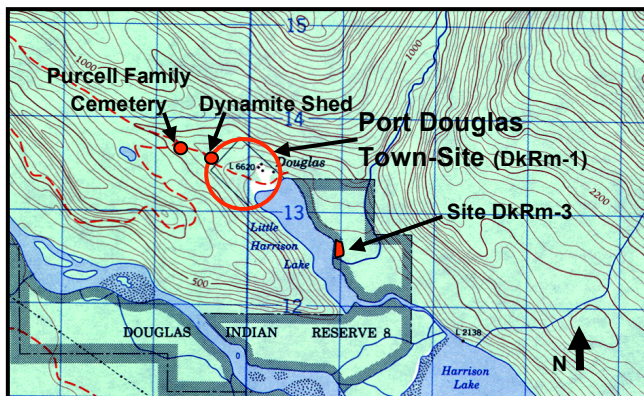 15
1000
1000
Purcell Family
Cemetery
Dynamite Shed
14
Port Douglas
Town-Site (DkRm-1)
L 6620
Douglas
2200
13
Site DkRm-3
Little
Harrison
Lake
500
12
DOUGLAS INDIAN RESERVE 8
L 2138
N
Harrison
Lake